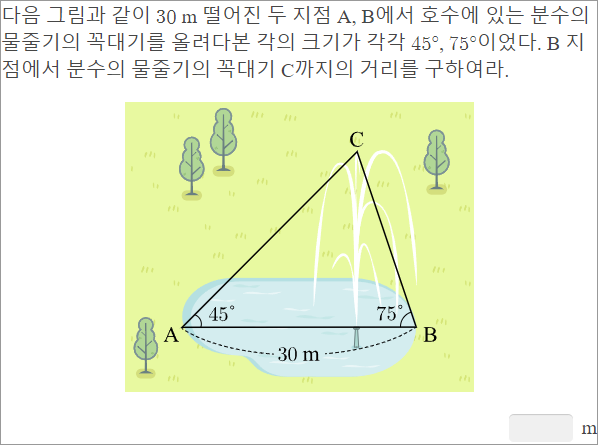 다음 그림과 같이 30 m 떨어진 두 지점 A, B에서 호수에 있는 분수의
물줄기의 꼭대기를 올려다본 각의 크기가 각각 45°, 75°이었다. B 지
점에서 분수의 물줄기의 꼭대기 C까지의 거리를 구하여라.
C
45°
75°
A
B
30 m
m